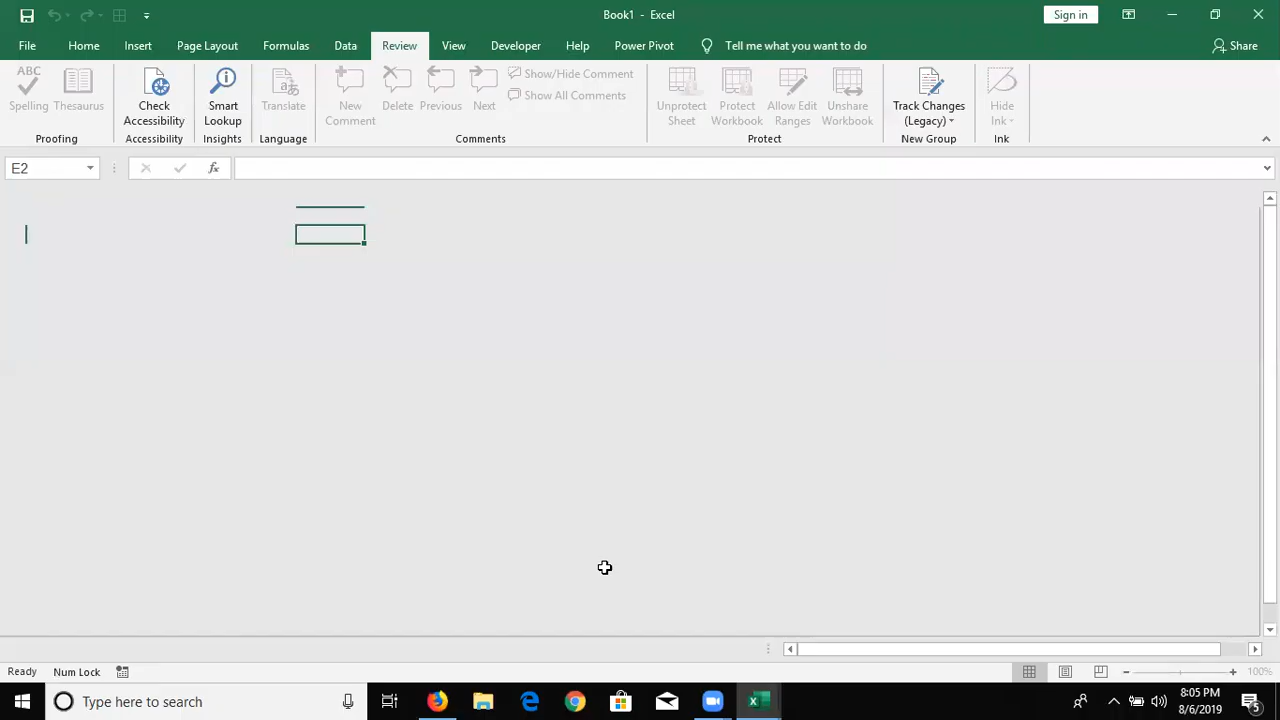 Book1 - Excel
Sign in
File Home Insert Page Layout Formulas Data Review View Developer Help Power Pivot Tell me what you want to do Share
ABC
Spelling
Thesaurus
Check Accessibility
Smart Lookup
Translate
New Comment
Delete
Previous
Next
Show/Hide Comment
Show All Comments
Unprotect Sheet
Protect Workbook
Allow Edit Ranges
Unshare Workbook
Track Changes (Legacy)
Hide Ink
Proofing Accessibility Insights Language Comments Protect New Group Ink
E2 fx
Ready Num Lock 100%
Type here to search
8:05 PM
8/6/2019
5